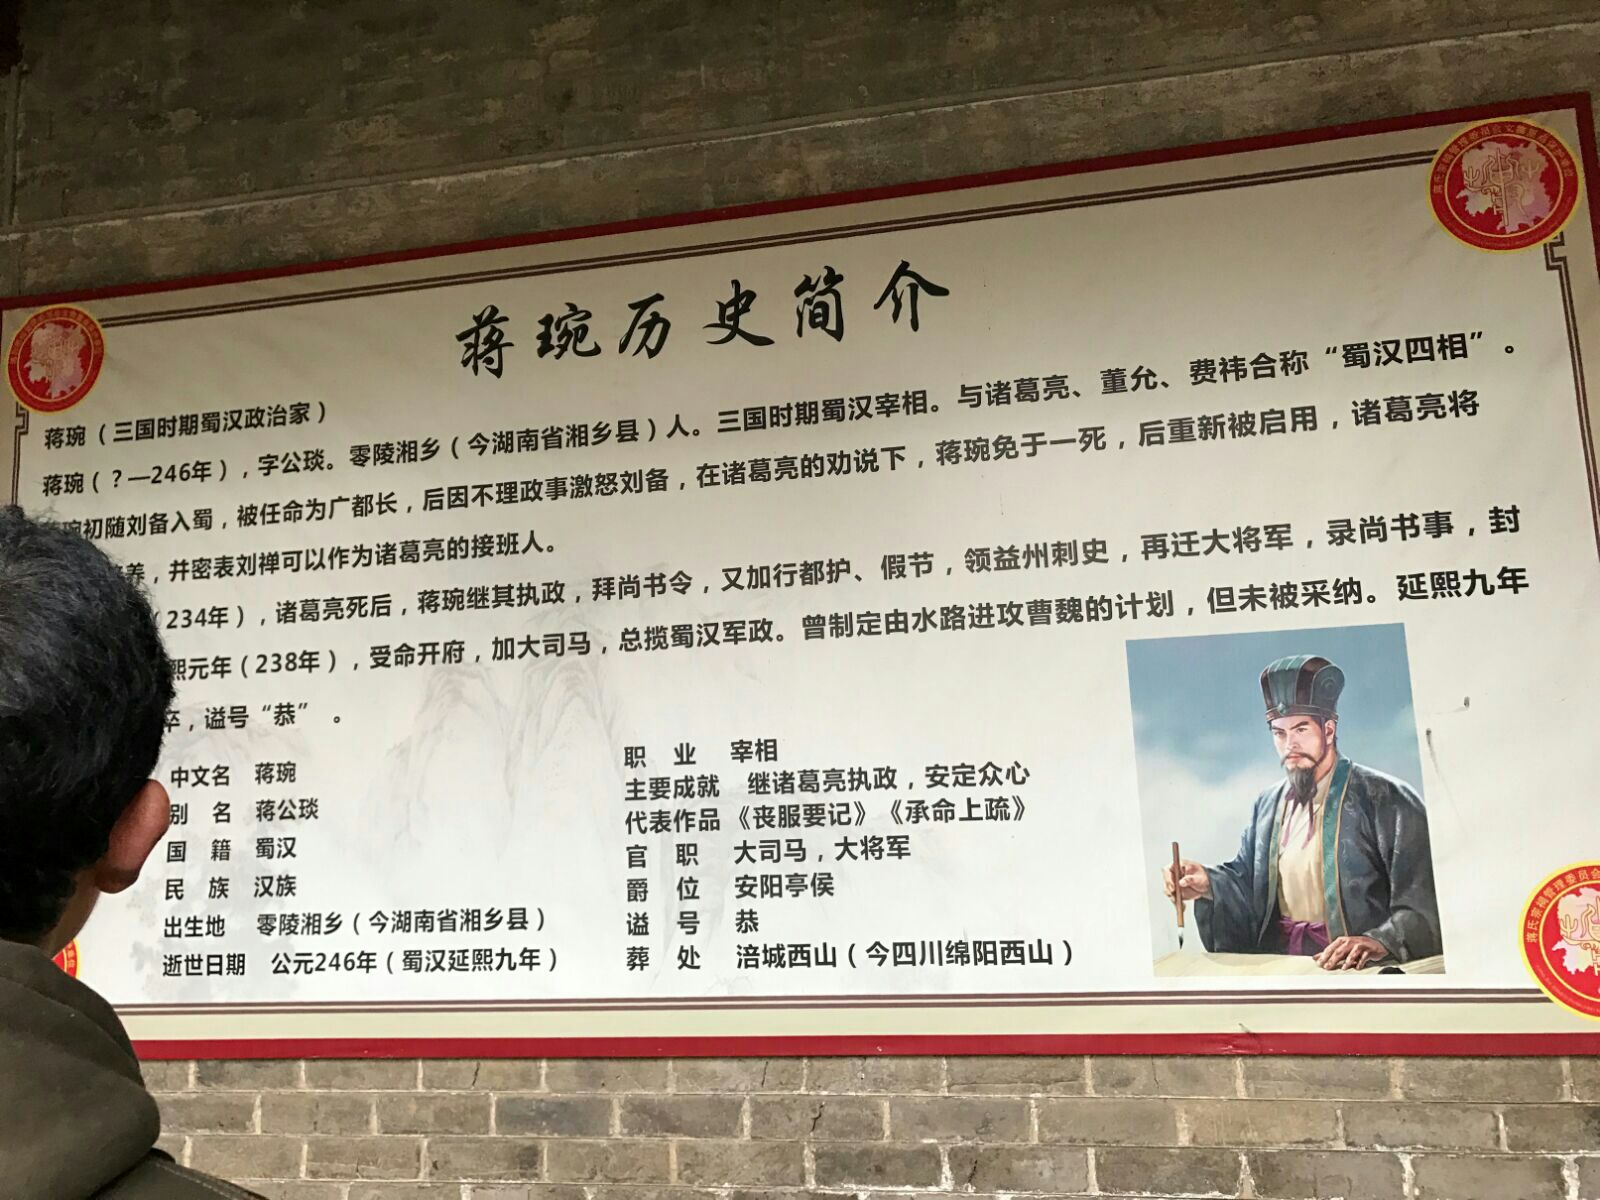 蒋琬历史简介
蒋琬（三国时期蜀汉政治家）
蒋琬（？—246年），字公琰。零陵湘乡（今湖南省湘乡县）人。三国时期蜀汉宰相。与诸葛亮、董允、费祎合称“蜀汉四相”。
琬初随刘备入蜀，被任命为广都长，后因不理政事激怒刘备，在诸葛亮的劝说下，蒋琬免于一死，后重新被启用，诸葛亮将
养，并密表刘禅可以作为诸葛亮的接班人。
（234年），诸葛亮死后，蒋琬继其执政，拜尚书令，又加行都护、假节，领益州刺史，再迁大将军，录尚书事，封
熙元年（238年），受命开府，加大司马，总揽蜀汉军政。曾制定由水路进攻曹魏的计划，但未被采纳。延熙九年
卒，谥号“恭”。
中文名 蒋琬
别 名 蒋公琰
国 籍 蜀汉
民 族 汉族
出生地 零陵湘乡（今湖南省湘乡县）
逝世日期 公元246年（蜀汉延熙九年）
职 业 宰相
主要成就 继诸葛亮执政，安定众心
代表作品 《丧服要记》《承命上疏》
官 职 大司马，大将军
爵 位 安阳亭侯
谥 号 恭
葬 处 涪城西山（今四川绵阳西山）